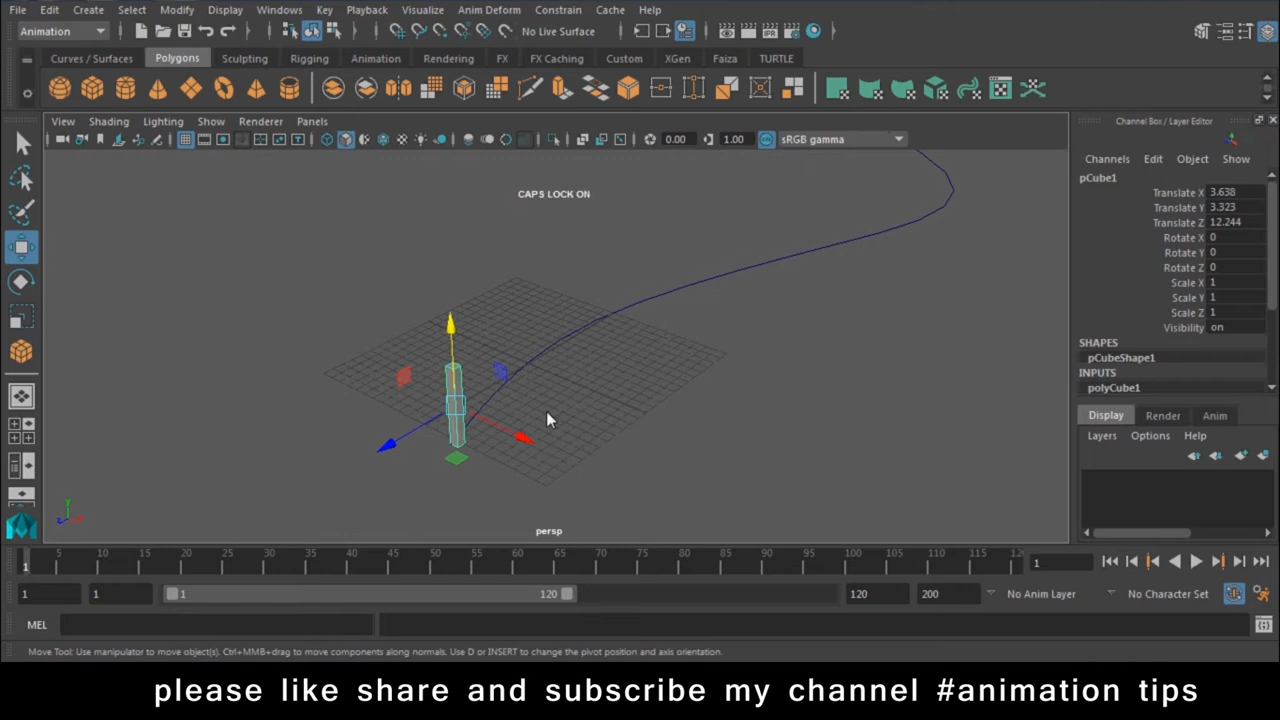 File Edit Create Select Modify Display Windows Key Playback Visualize Anim Deform Constrain Cache Help
Animation No Live Surface
Curves / Surfaces Polygons Sculpting Rigging Animation Rendering FX FX Caching Custom XGen Faiza TURTLE
View Shading Lighting Show Renderer Panels
0.00 1.00 sRGB gamma
CAPS LOCK ON
persp
Channel Box / Layer Editor
Channels Edit Object Show
pCube1
Translate X 3.638
Translate Y 3.323
Translate Z 12.244
Rotate X 0
Rotate Y 0
Rotate Z 0
Scale X 1
Scale Y 1
Scale Z 1
Visibility on
SHAPES
pCubeShape1
INPUTS
polyCube1
Display Render Anim
Layers Options Help
5 10 15 20 25 30 35 40 45 50 55 60 65 70 75 80 85 90 95 100 105 110 115 12
1 1
1 1 1 120 120 200 No Anim Layer No Character Set
MEL
Move Tool: Use manipulator to move object(s). Ctrl+MMB+drag to move components along normals. Use D or INSERT to change the pivot position and axis orientation.
please like share and subscribe my channel #animation tips